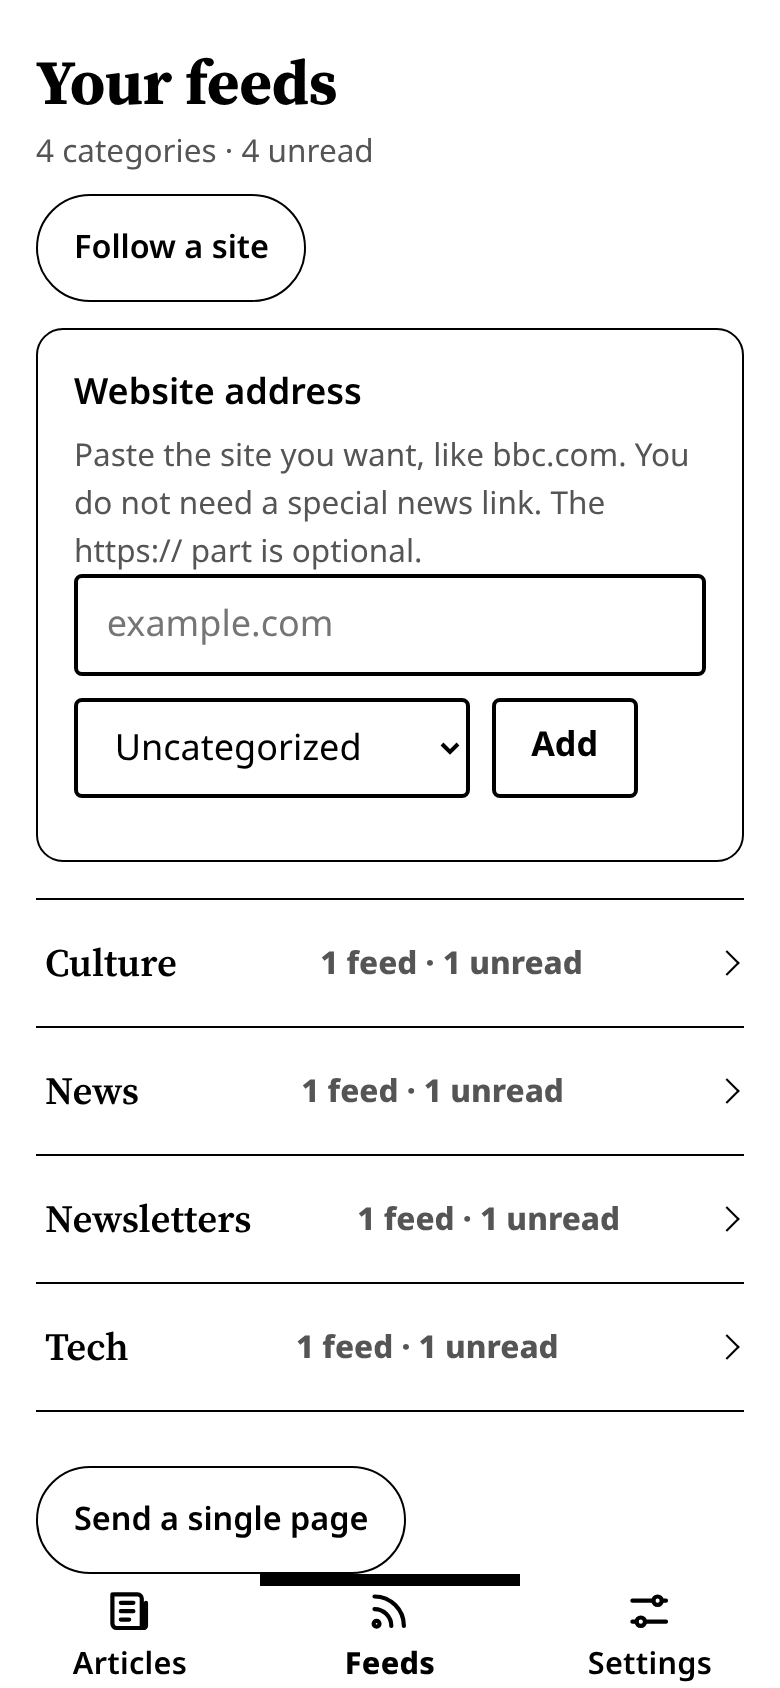 Your feeds
4 categories · 4 unread
Follow a site
Website address
Paste the site you want, like bbc.com. You
do not need a special news link. The
https:// part is optional.
example.com
Uncategorized
Add
Culture 1 feed · 1 unread
News 1 feed · 1 unread
Newsletters 1 feed · 1 unread
Tech 1 feed · 1 unread
Send a single page
Articles Feeds Settings